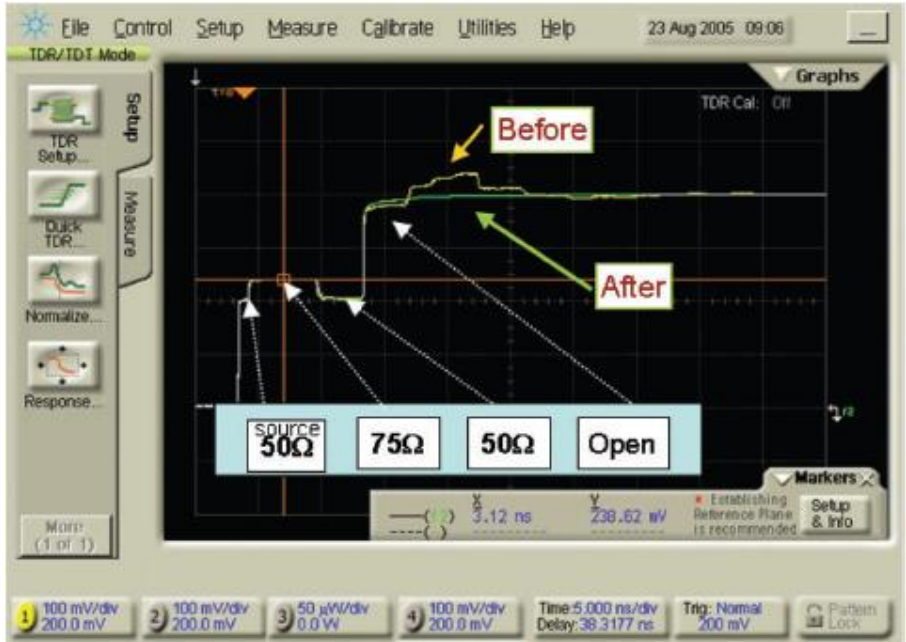 File Control Setup Measure Calibrate Utilities Help 23 Aug 2005 09:06
TDR/TDT Mode
Graphs
TDR Cal: Off
Setup
Measure
TDR
Setup...
Quick
TDR...
Normalize...
Response...
More
(1 of 1)
Before
After
source
50Ω
75Ω
50Ω
Open
Markers
X Y
3.12 ns 238.62 mV
Establishing
Reference Plane
is recommended
Setup
& Info
1 100 mV/div
200.0 mV
2 100 mV/div
200.0 mV
3 50 µW/div
0.0 W
4 100 mV/div
200.0 mV
Time:5.000 ns/div
Delay:38.3177 ns
Trig: Normal
200 mV
Pattern
Lock